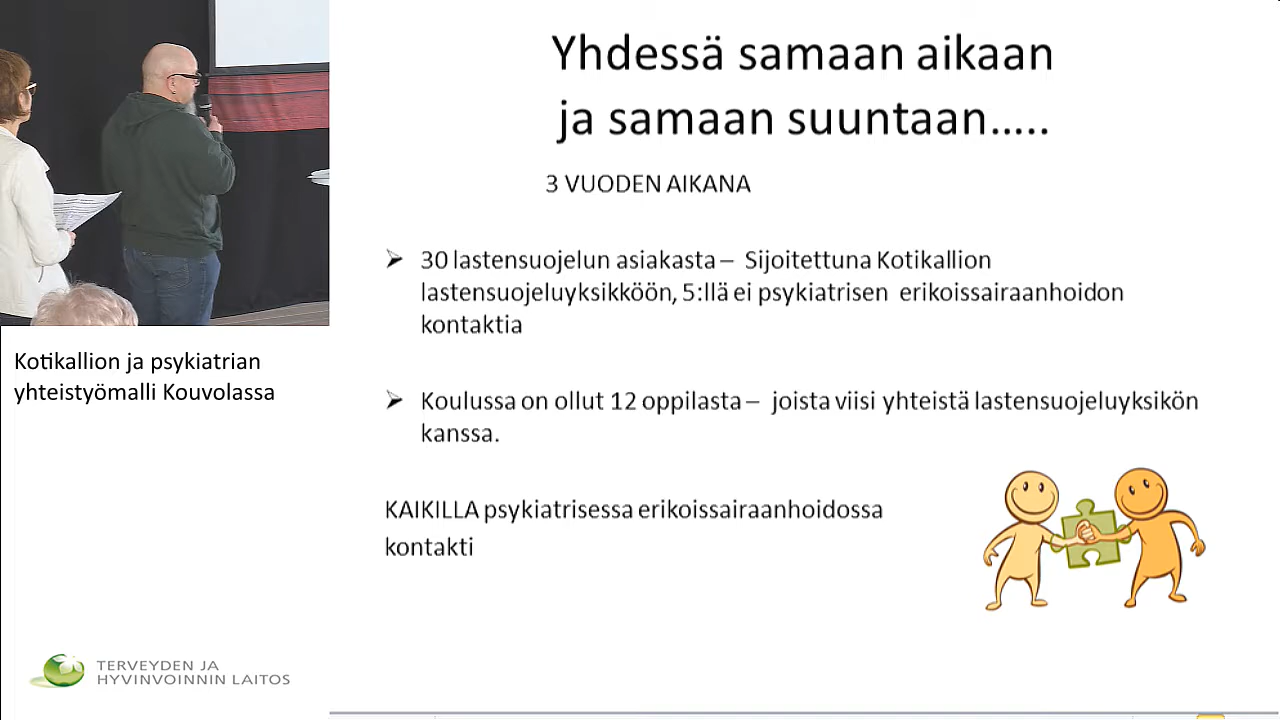 Yhdessä samaan aikaan
ja samaan suuntaan.....
3 VUODEN AIKANA
30 lastensuojelun asiakasta – Sijoitettuna Kotikallion
lastensuojeluyksikköön, 5:llä ei psykiatrisen erikoissairaanhoidon
kontaktia
Kotikallion ja psykiatrian
yhteistyömalli Kouvolassa
Koulussa on ollut 12 oppilasta – joista viisi yhteistä lastensuojeluyksikön
kanssa.
KAIKILLA psykiatrisessa erikoissairaanhoidossa
kontakti
TERVEYDEN JA
HYVINVOINNIN LAITOS